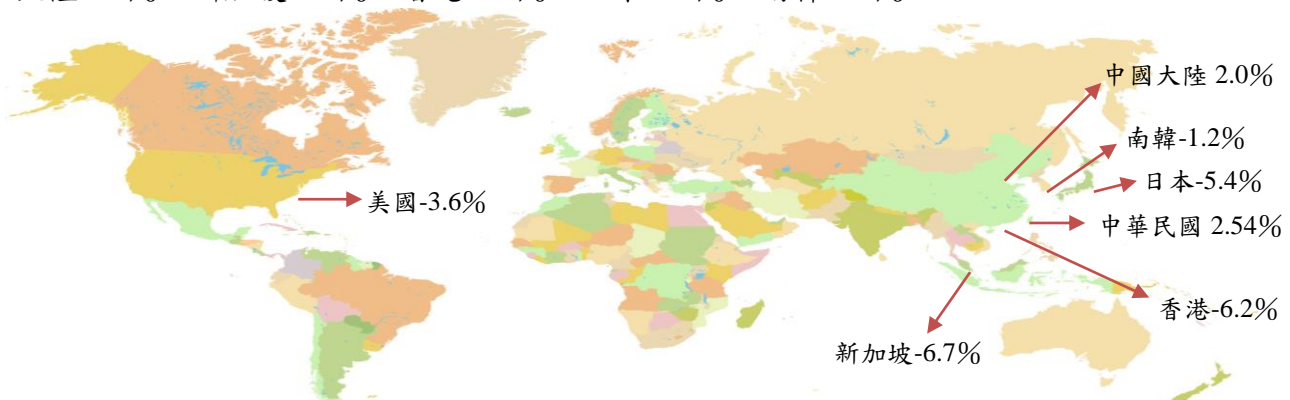 中國大陸 2.0%
南韓-1.2%
日本-5.4%
美國-3.6%
中華民國 2.54%
香港-6.2%
新加坡-6.7%